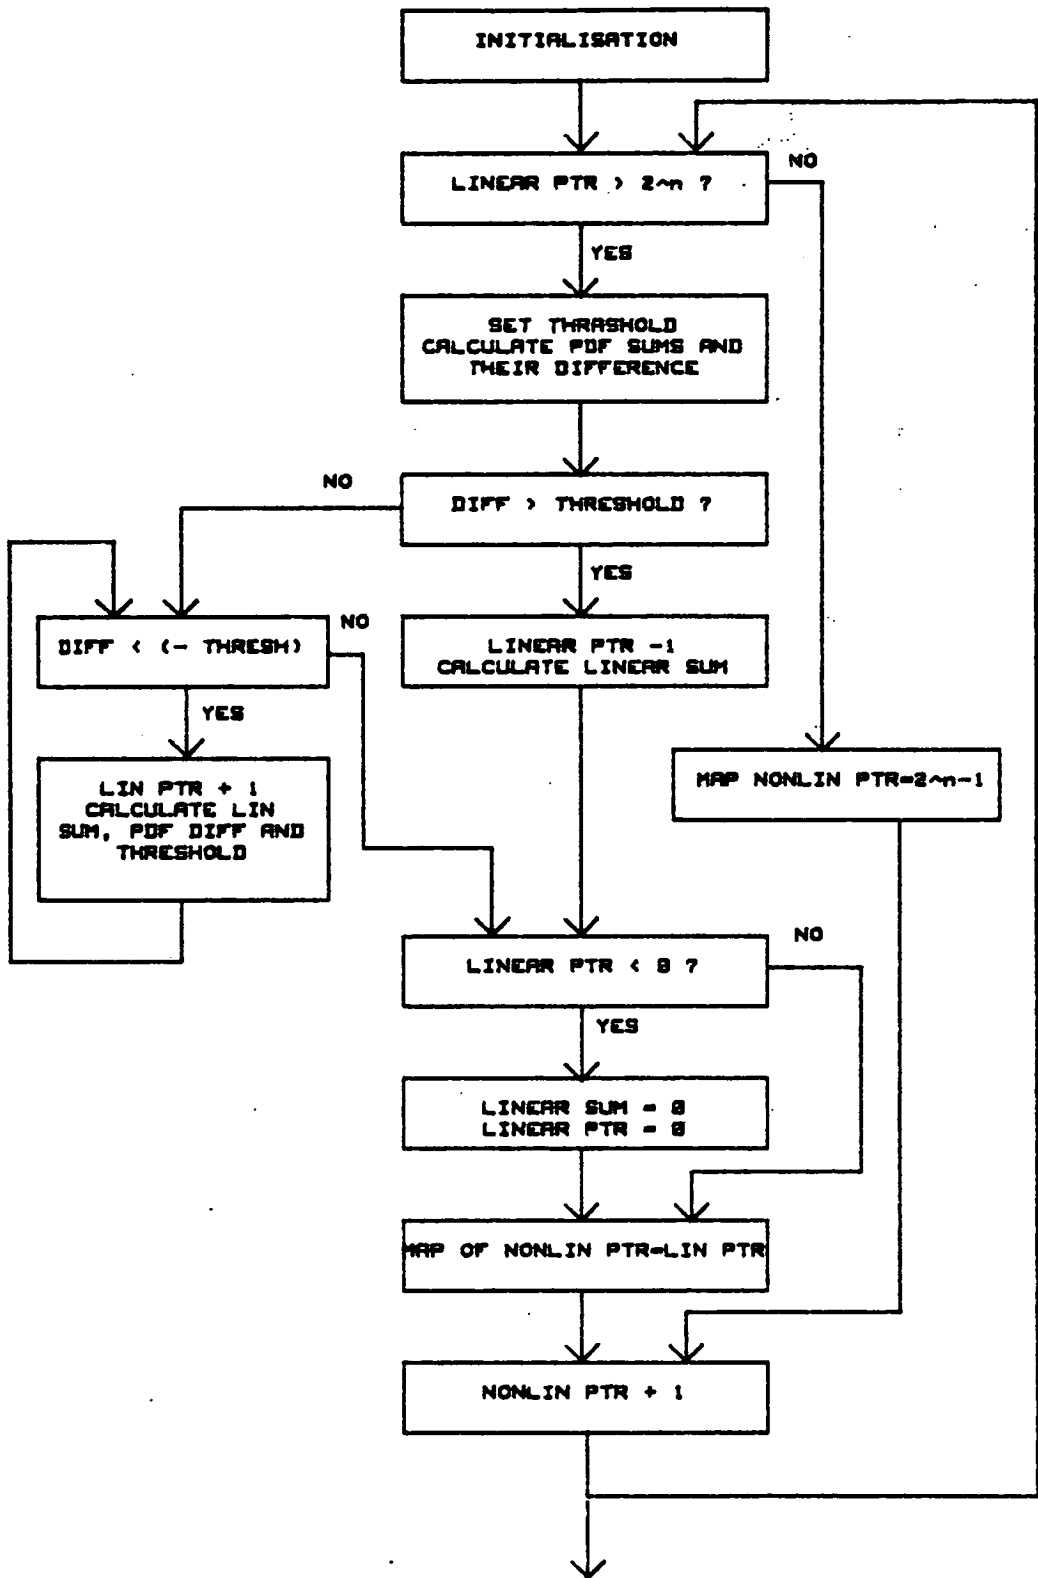 INITIALISATION
LINEAR PTR > 2^n ?
NO
YES
SET THRASHOLD
CALCULATE PDF SUMS AND
THEIR DIFFERENCE
NO
DIFF > THRESHOLD ?
YES
DIFF < (- THRESH)
NO
LINEAR PTR -1
CALCULATE LINEAR SUM
YES
MAP NONLIN PTR=2^n-1
LIN PTR + 1
CALCULATE LIN
SUM, PDF DIFF AND
THRESHOLD
NO
LINEAR PTR < 0 ?
YES
LINEAR SUM = 0
LINEAR PTR = 0
MAP OF NONLIN PTR=LIN PTR
NONLIN PTR + 1